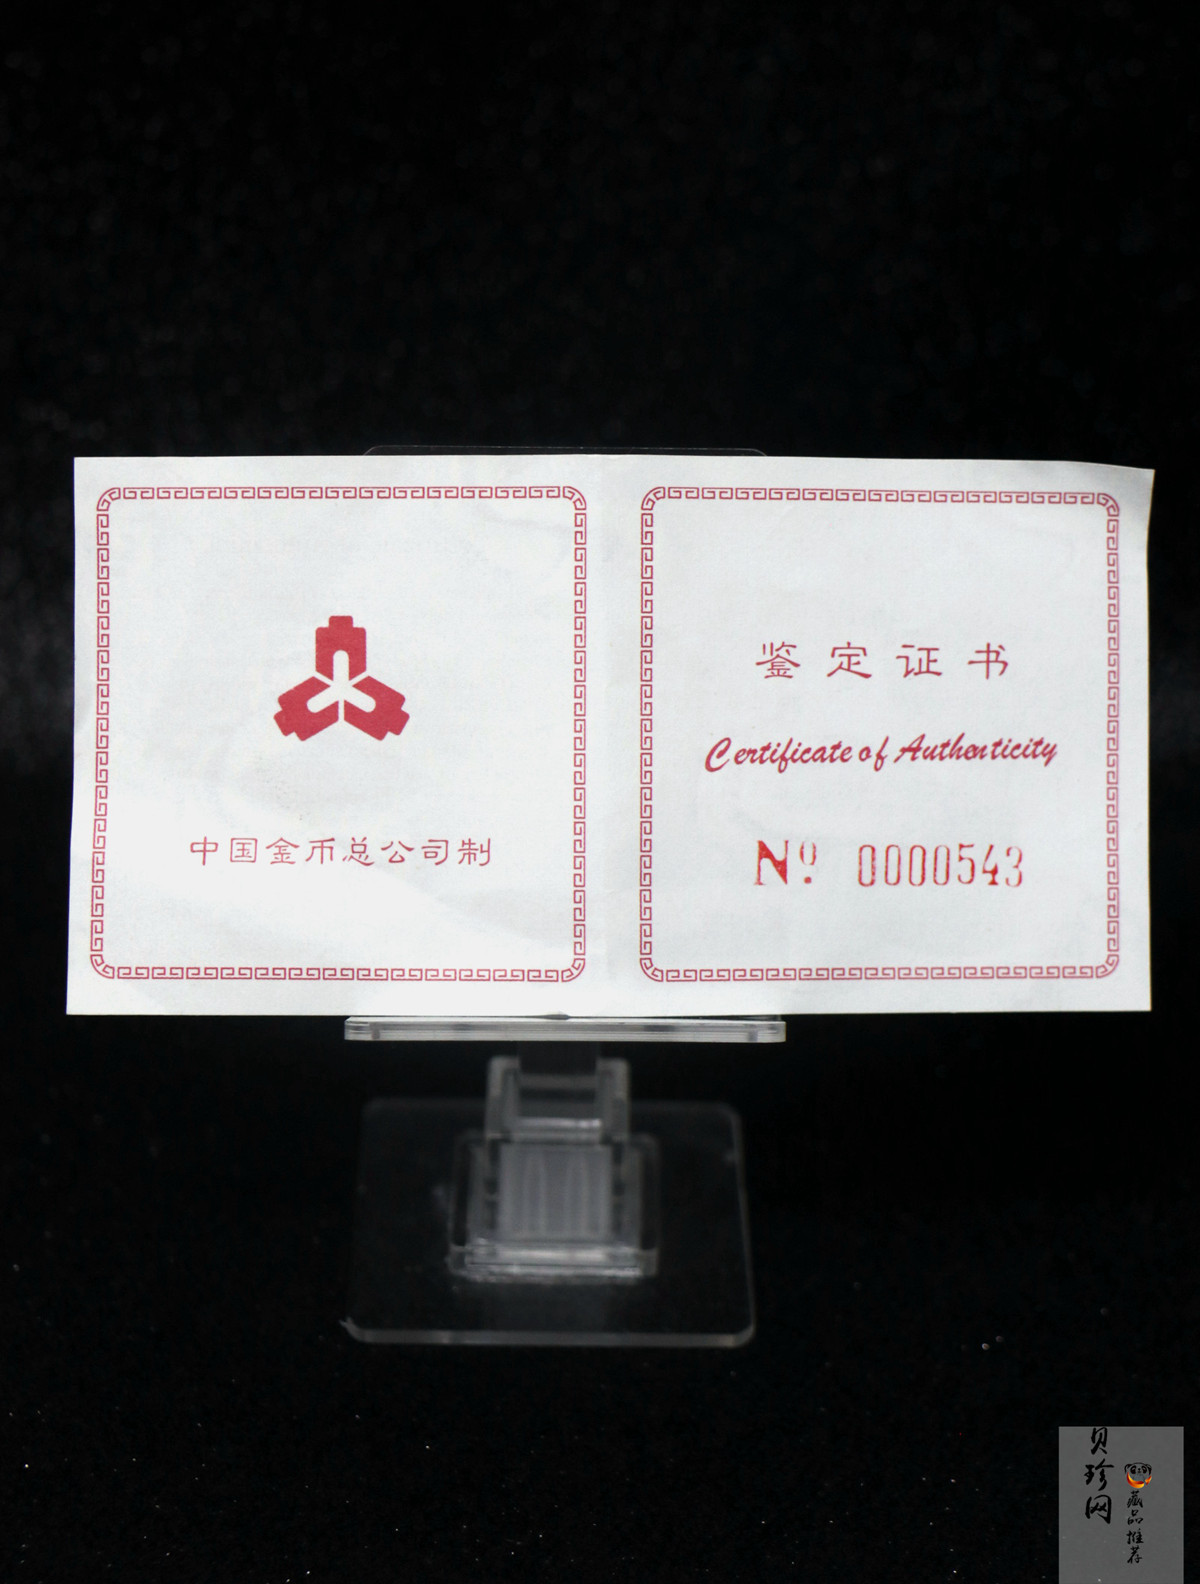 中国金币总公司制
鉴定证书
Certificate of Authenticity
Nº 0000543
贝珍网
藏品推荐